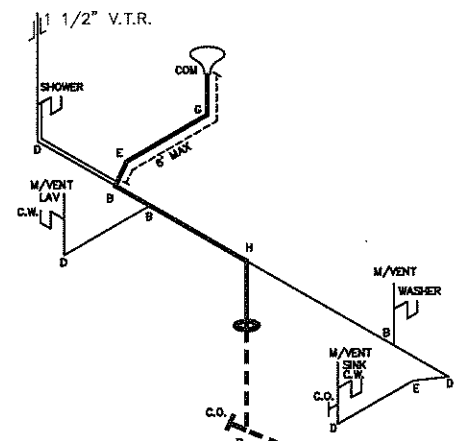 1 1/2" V.T.R.
COM
SHOWER
G
D
E
6' MAX
M/VENT
LAV
B
B
C.W.
D
H
M/VENT
WASHER
B
M/VENT
SINK
C.W.
C.O.
E
D
D
C.O.